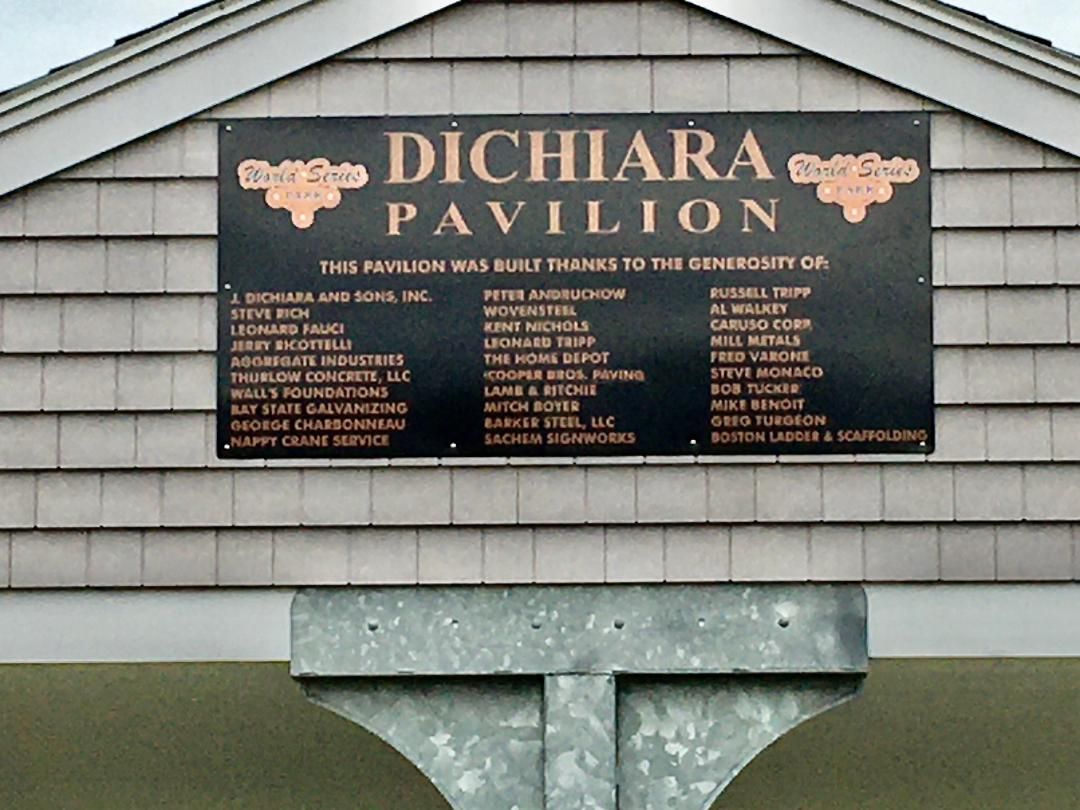 DICHIARA
PAVILION
World Series
PARK
World Series
PARK
THIS PAVILION WAS BUILT THANKS TO THE GENEROSITY OF:
J. DICHIARA AND SONS, INC.
STEVE RICH
LEONARD FAUCI
JERRY RICOTTELLI
AGGREGATE INDUSTRIES
THURLOW CONCRETE, LLC
WALL'S FOUNDATIONS
BAY STATE GALVANIZING
GEORGE CHARBONNEAU
NAPPY CRANE SERVICE
PETER ANDRUCHOW
WOVENSTEEL
KENT NICHOLS
LEONARD TRIPP
THE HOME DEPOT
COOPER BROS. PAVING
LAMB & RITCHIE
MITCH BOYER
BARKER STEEL, LLC
SACHEM SIGNWORKS
RUSSELL TRIPP
AL WALKEY
CARUSO CORP.
MILL METALS
FRED VARONE
STEVE MONACO
BOB TUCKER
MIKE BENOIT
GREG TURGEON
BOSTON LADDER & SCAFFOLDING